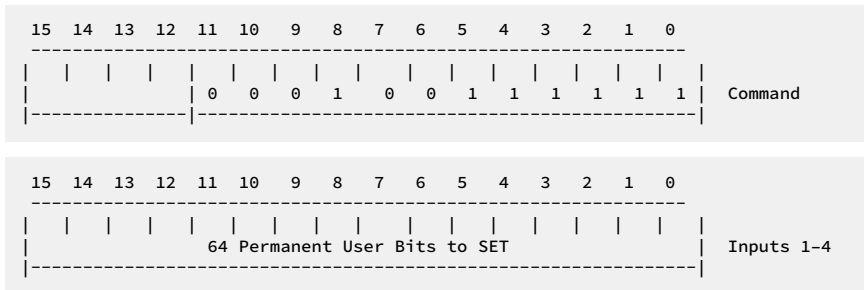 15 14 13 12 11 10 9 8 7 6 5 4 3 2 1 0
0 0 0 1 0 0 1 1 1 1 1 1 Command
15 14 13 12 11 10 9 8 7 6 5 4 3 2 1 0
64 Permanent User Bits to SET Inputs 1–4